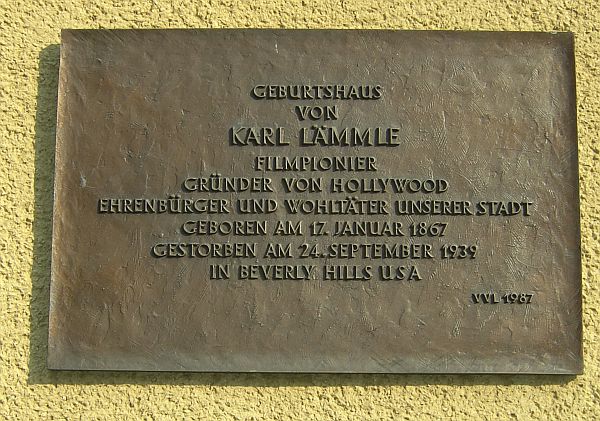 GEBURTSHAUS
VON
KARL LÄMMLE
FILMPIONIER
GRÜNDER VON HOLLYWOOD
EHRENBÜRGER UND WOHLTÄTER UNSERER STADT
GEBOREN AM 17. JANUAR 1867
GESTORBEN AM 24. SEPTEMBER 1939
IN BEVERLY HILLS USA
VVL 1987